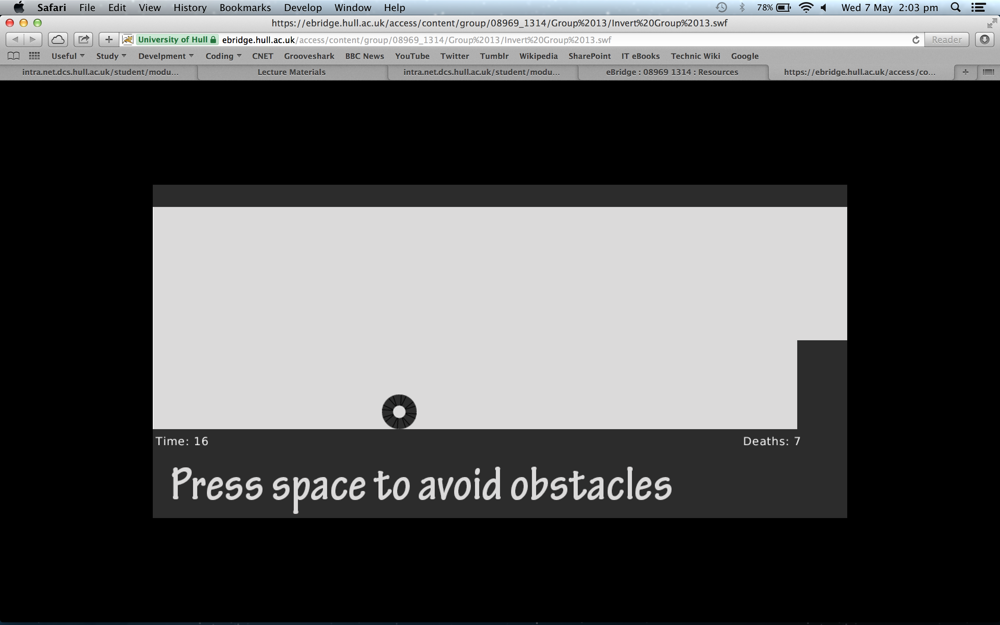 Safari File Edit View History Bookmarks Develop Window Help 78% Wed 7 May 2:03 pm
https://ebridge.hull.ac.uk/access/content/group/08969_1314/Group%2013/Invert%20Group%2013.swf
University of Hull ebridge.hull.ac.uk/access/content/group/08969_1314/Group%2013/Invert%20Group%2013.swf Reader
Useful Study Develpment Coding CNET Grooveshark BBC News YouTube Twitter Tumblr Wikipedia SharePoint IT eBooks Technic Wiki Google
intra.net.dcs.hull.ac.uk/student/modu... Lecture Materials intra.net.dcs.hull.ac.uk/student/modu... eBridge : 08969 1314 : Resources https://ebridge.hull.ac.uk/access/co...
Time: 16 Deaths: 7
Press space to avoid obstacles